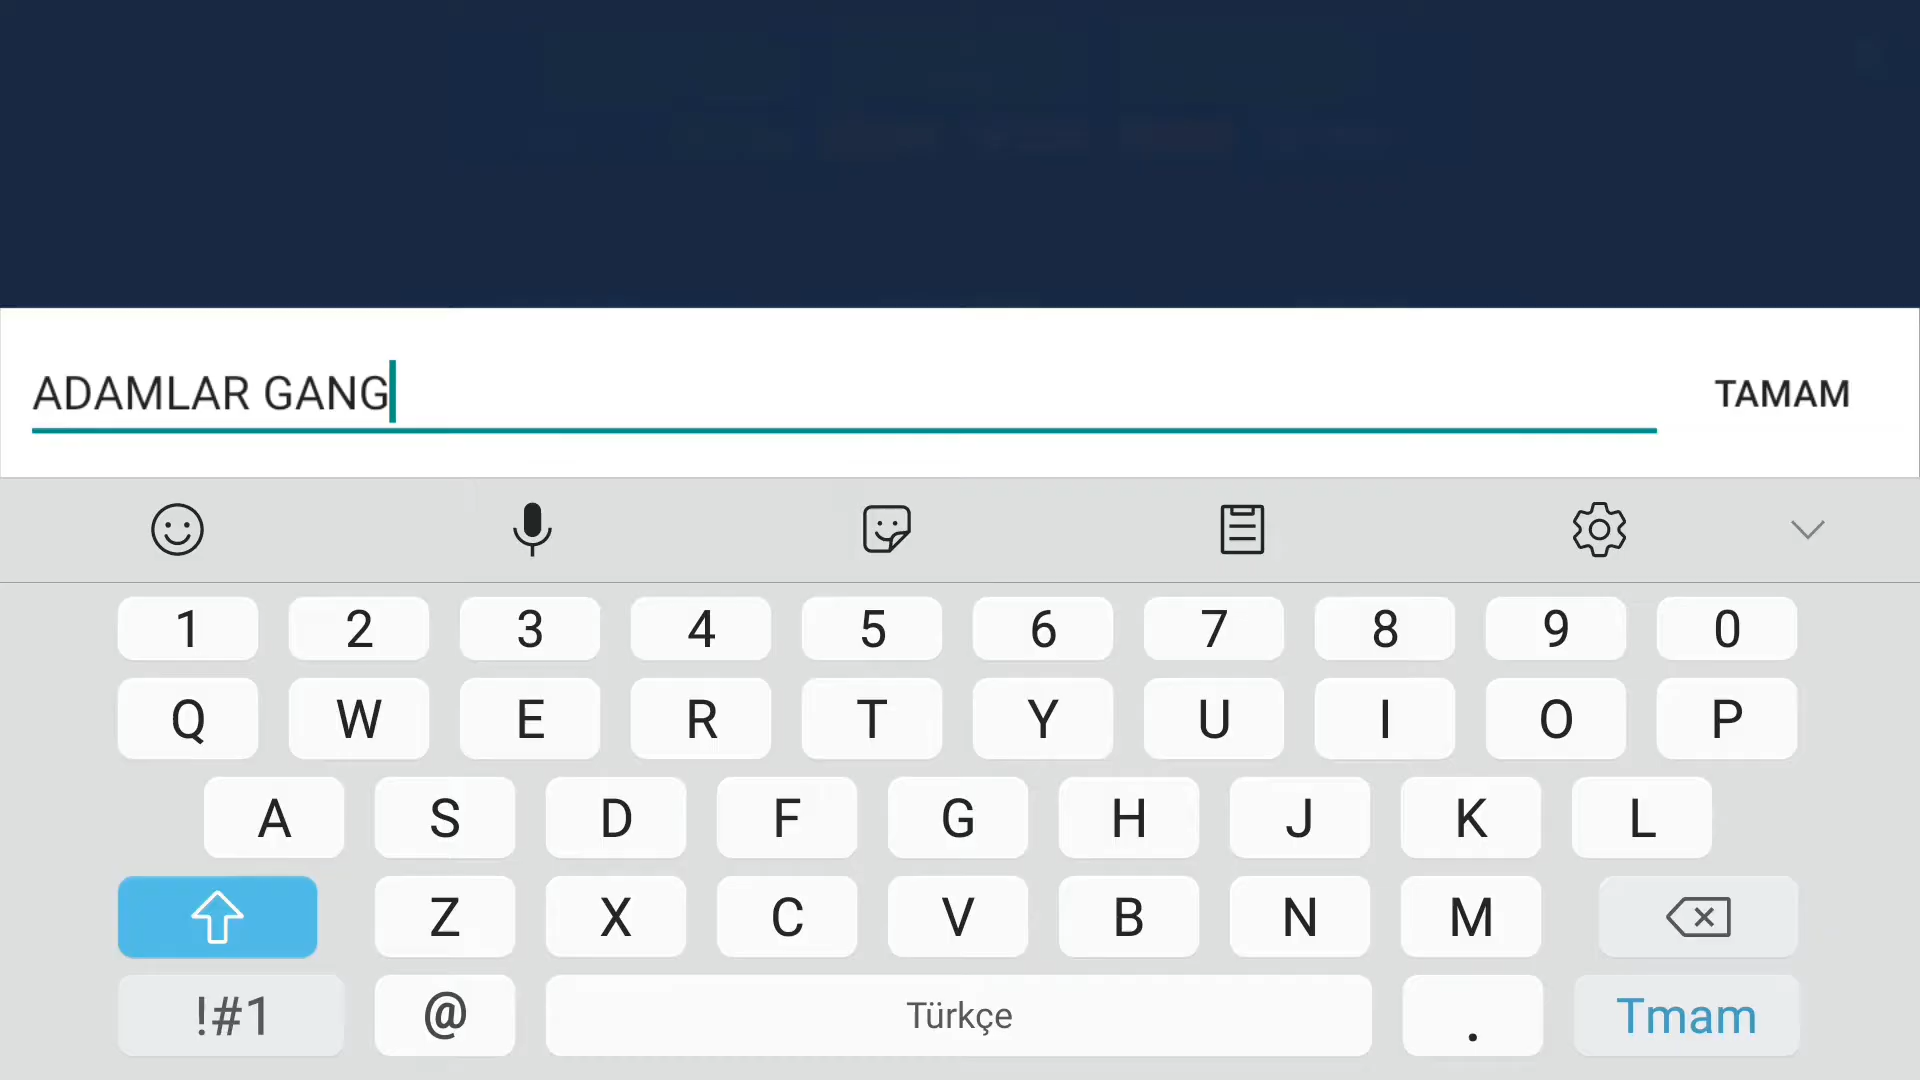 ADAMLAR GANG
TAMAM
1 2 3 4 5 6 7 8 9 0
Q W E R T Y U I O P
A S D F G H J K L
Z X C V B N M
!#1 @ Türkçe . Tmam